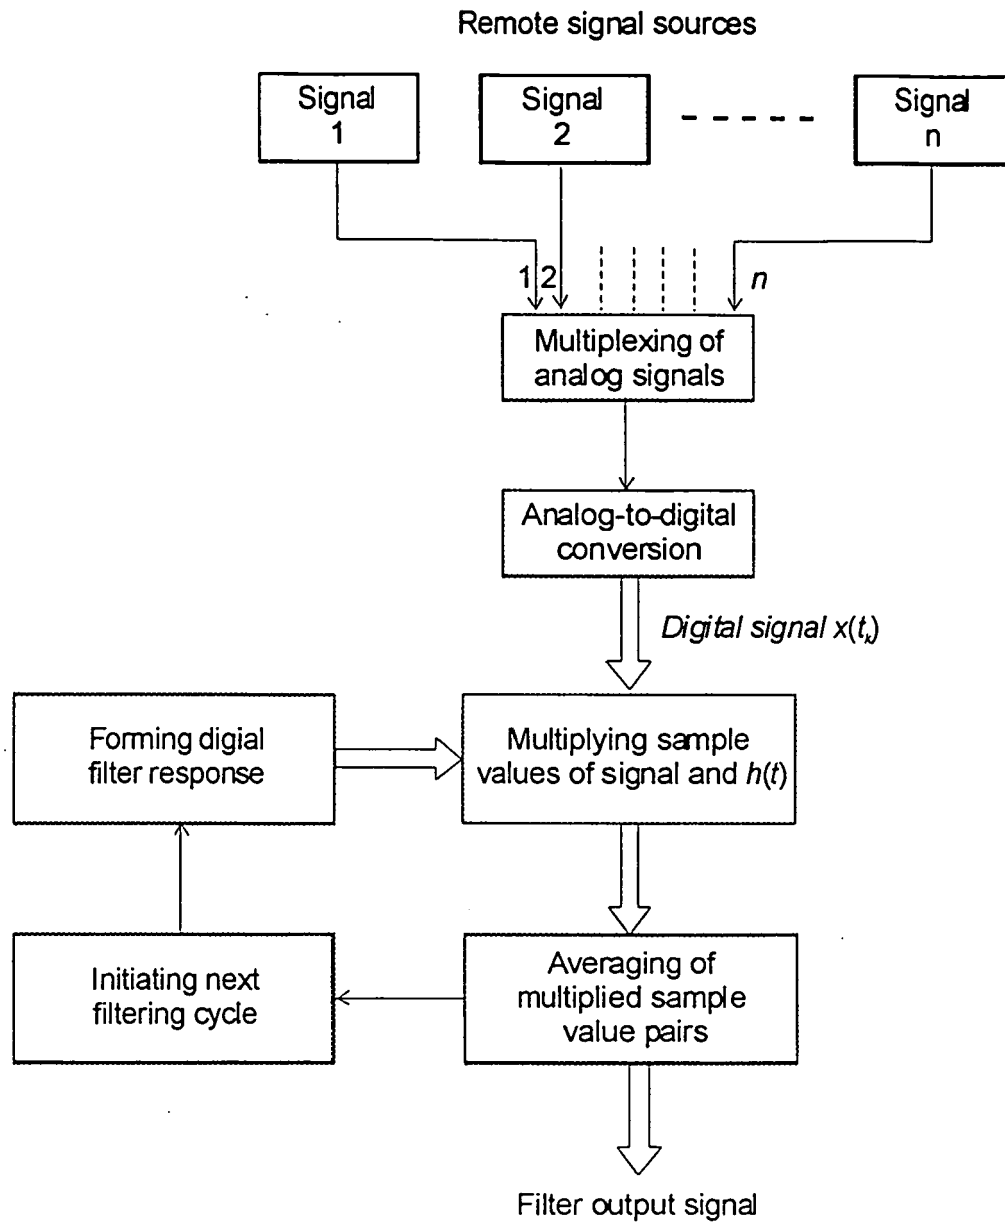 Remote signal sources
Signal
1
Signal
2
Signal
n
1 2
n
Multiplexing of
analog signals
Analog-to-digital
conversion
Digital signal x(tₖ)
Forming digial
filter response
Multiplying sample
values of signal and h(t)
Initiating next
filtering cycle
Averaging of
multiplied sample
value pairs
Filter output signal